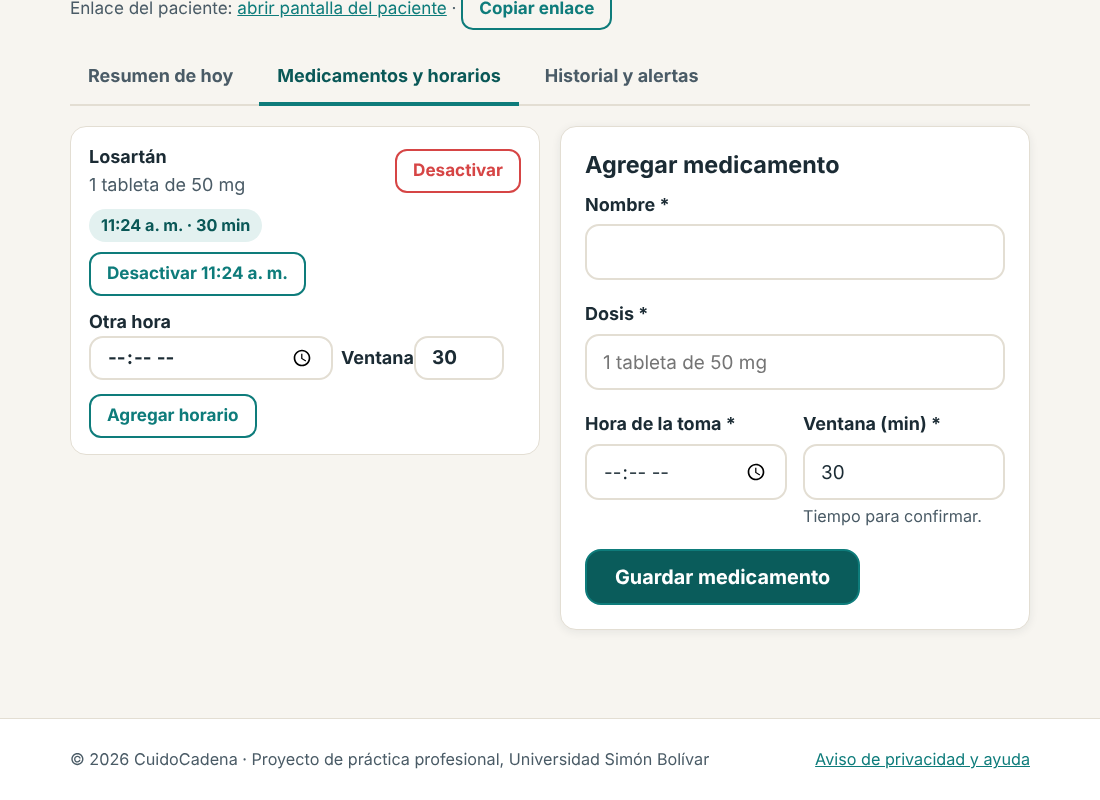 Enlace del paciente: abrir pantalla del paciente · Copiar enlace
Resumen de hoy Medicamentos y horarios Historial y alertas
Losartán
1 tableta de 50 mg
Desactivar
11:24 a. m. · 30 min
Desactivar 11:24 a. m.
Otra hora
--:-- -- Ventana 30
Agregar horario
Agregar medicamento
Nombre *
Dosis *
1 tableta de 50 mg
Hora de la toma * Ventana (min) *
--:-- -- 30
Tiempo para confirmar.
Guardar medicamento
© 2026 CuidoCadena · Proyecto de práctica profesional, Universidad Simón Bolívar Aviso de privacidad y ayuda